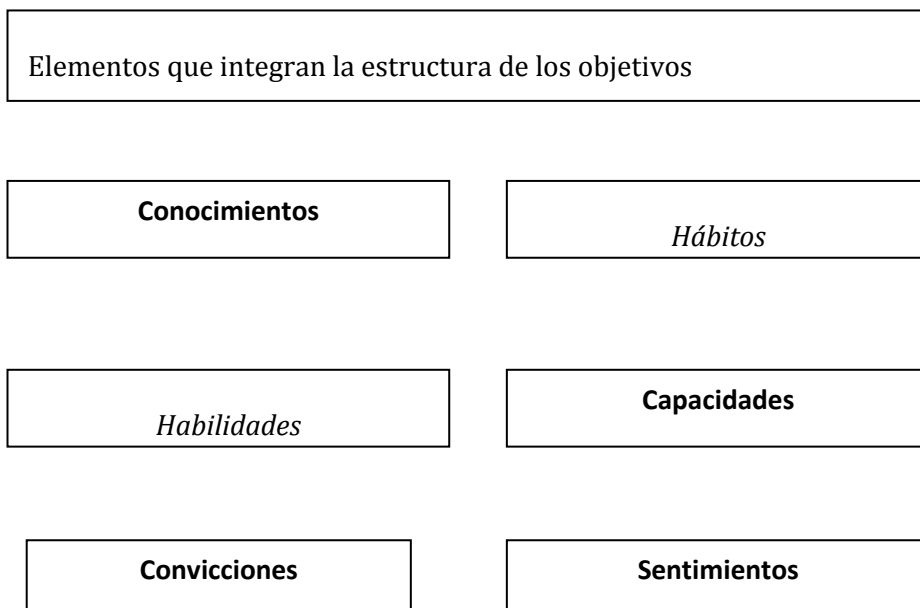 Elementos que integran la estructura de los objetivos
Conocimientos
Hábitos
Habilidades
Capacidades
Convicciones
Sentimientos